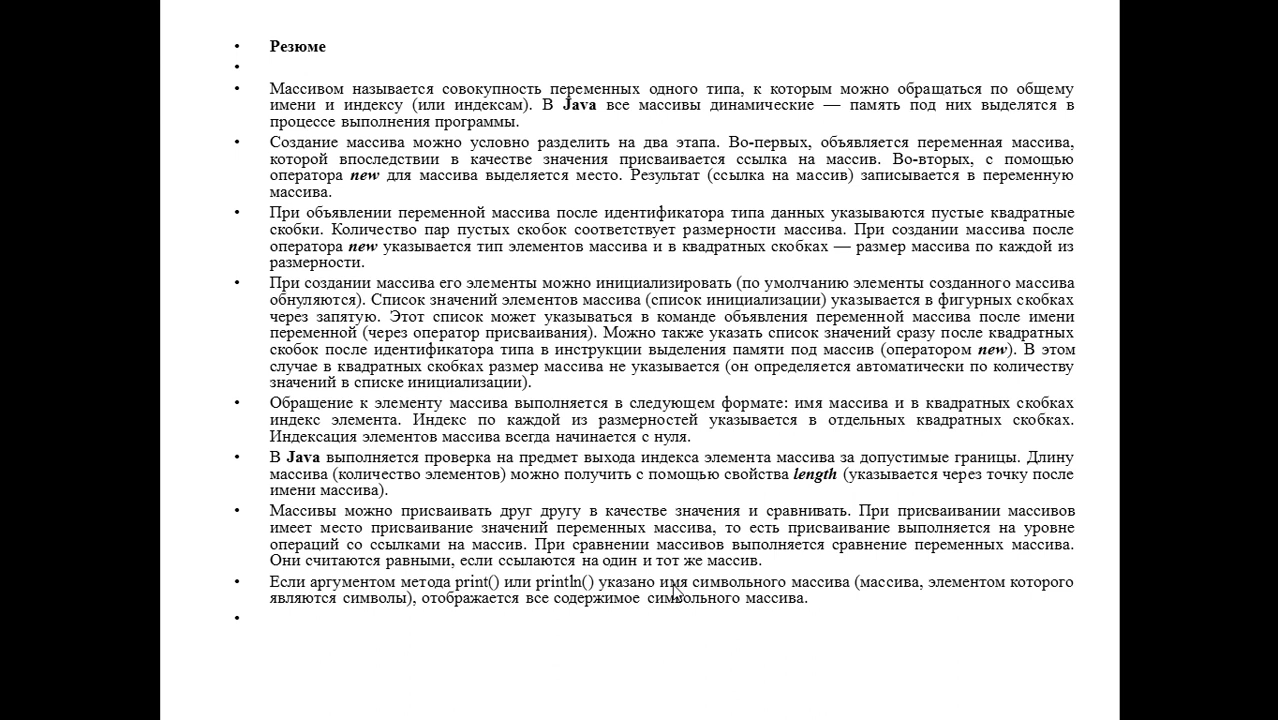 • Резюме
•
• Массивом называется совокупность переменных одного типа, к которым можно обращаться по общему
имени и индексу (или индексам). В Java все массивы динамические — память под них выделятся в
процессе выполнения программы.
• Создание массива можно условно разделить на два этапа. Во-первых, объявляется переменная массива,
которой впоследствии в качестве значения присваивается ссылка на массив. Во-вторых, с помощью
оператора new для массива выделяется место. Результат (ссылка на массив) записывается в переменную
массива.
• При объявлении переменной массива после идентификатора типа данных указываются пустые квадратные
скобки. Количество пар пустых скобок соответствует размерности массива. При создании массива после
оператора new указывается тип элементов массива и в квадратных скобках — размер массива по каждой из
размерности.
• При создании массива его элементы можно инициализировать (по умолчанию элементы созданного массива
обнуляются). Список значений элементов массива (список инициализации) указывается в фигурных скобках
через запятую. Этот список может указываться в команде объявления переменной массива после имени
переменной (через оператор присваивания). Можно также указать список значений сразу после квадратных
скобок после идентификатора типа в инструкции выделения памяти под массив (оператором new). В этом
случае в квадратных скобках размер массива не указывается (он определяется автоматически по количеству
значений в списке инициализации).
• Обращение к элементу массива выполняется в следующем формате: имя массива и в квадратных скобках
индекс элемента. Индекс по каждой из размерностей указывается в отдельных квадратных скобках.
Индексация элементов массива всегда начинается с нуля.
• В Java выполняется проверка на предмет выхода индекса элемента массива за допустимые границы. Длину
массива (количество элементов) можно получить с помощью свойства length (указывается через точку после
имени массива).
• Массивы можно присваивать друг другу в качестве значения и сравнивать. При присваивании массивов
имеет место присваивание значений переменных массива, то есть присваивание выполняется на уровне
операций со ссылками на массив. При сравнении массивов выполняется сравнение переменных массива.
Они считаются равными, если ссылаются на один и тот же массив.
• Если аргументом метода print() или println() указано имя символьного массива (массива, элементом которого
являются символы), отображается все содержимое символьного массива.
•